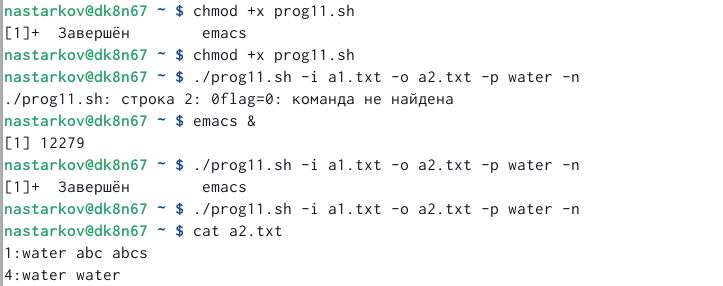 nastarkov@dk8n67 ~ $ chmod +x prog11.sh
[1]+  Завершён        emacs
nastarkov@dk8n67 ~ $ chmod +x prog11.sh
nastarkov@dk8n67 ~ $ ./prog11.sh -i a1.txt -o a2.txt -p water -n
./prog11.sh: строка 2: 0flag=0: команда не найдена
nastarkov@dk8n67 ~ $ emacs &
[1] 12279
nastarkov@dk8n67 ~ $ ./prog11.sh -i a1.txt -o a2.txt -p water -n
[1]+  Завершён        emacs
nastarkov@dk8n67 ~ $ ./prog11.sh -i a1.txt -o a2.txt -p water -n
nastarkov@dk8n67 ~ $ cat a2.txt
1:water abc abcs
4:water water